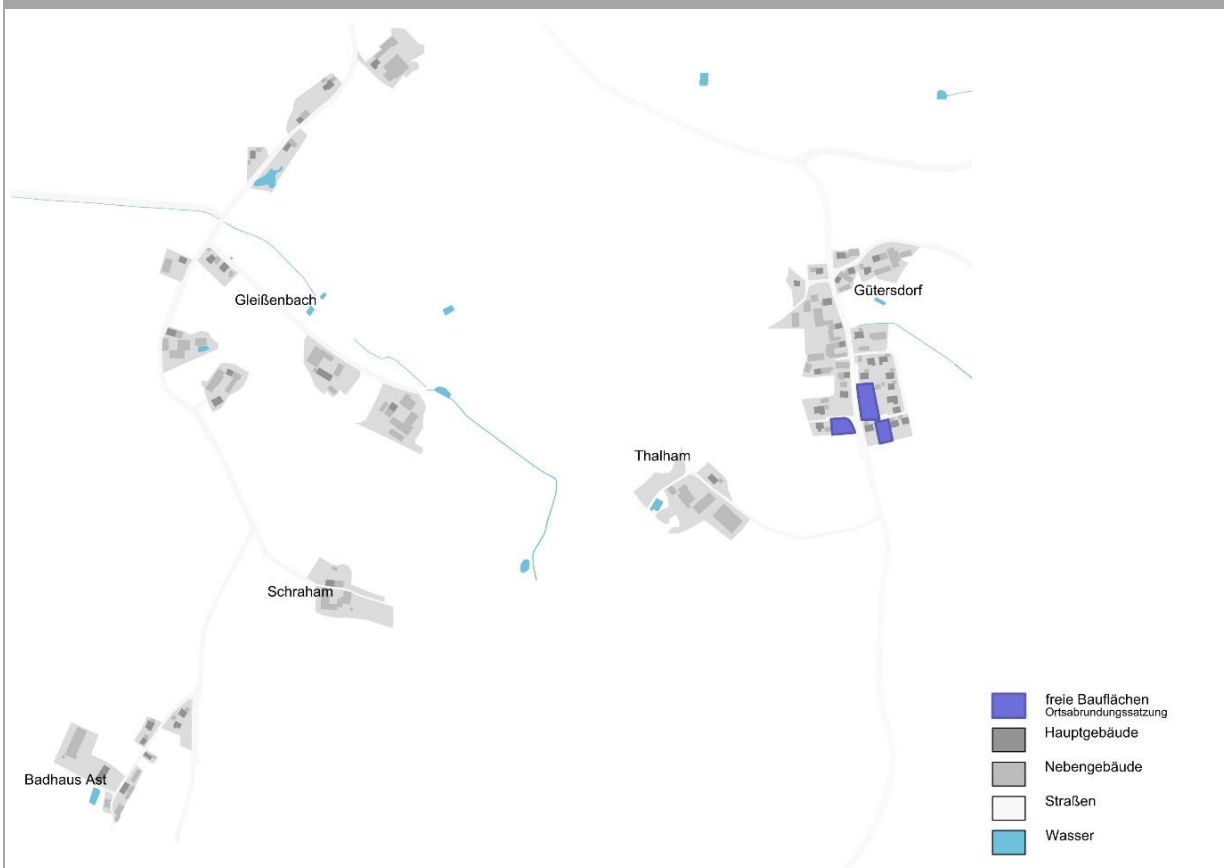 Gleißenbach
Gütersdorf
Thalham
Schraham
Badhaus Ast
freie Bauflächen
Ortsabrundungssatzung
Hauptgebäude
Nebengebäude
Straßen
Wasser